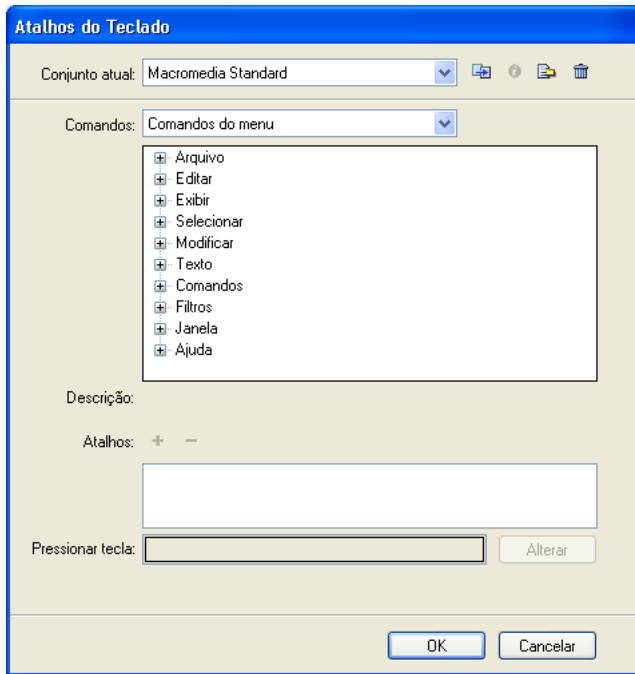 Atalhos do Teclado
Conjunto atual: Macromedia Standard
Comandos: Comandos do menu
Arquivo
Editar
Exibir
Selecionar
Modificar
Texto
Comandos
Filtros
Janela
Ajuda
Descrição:
Atalhos:
Pressionar tecla: Alterar
OK Cancelar